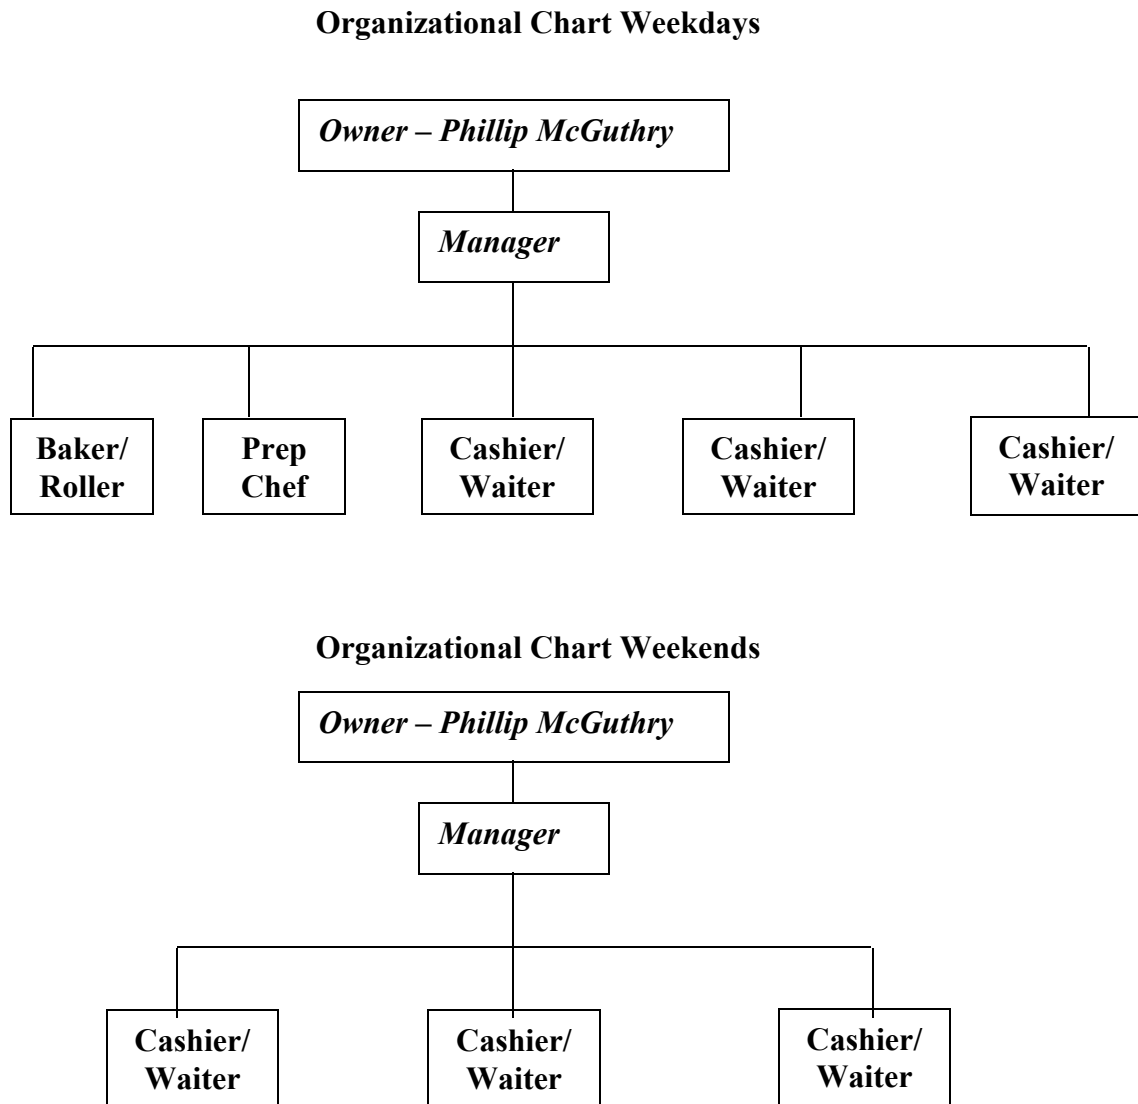 Organizational Chart Weekdays
Owner – Phillip McGuthry
Manager
Baker/
Roller
Prep
Chef
Cashier/
Waiter
Cashier/
Waiter
Cashier/
Waiter
Organizational Chart Weekends
Owner – Phillip McGuthry
Manager
Cashier/
Waiter
Cashier/
Waiter
Cashier/
Waiter